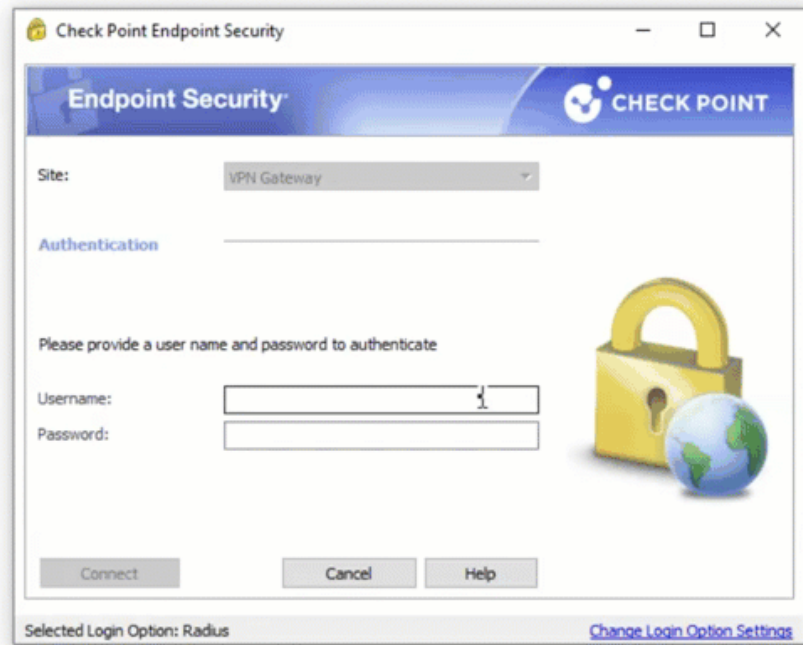 Check Point Endpoint Security
Endpoint Security
CHECK POINT
Site:
VPN Gateway
Authentication
Please provide a user name and password to authenticate
Username:
Password:
Connect
Cancel
Help
Selected Login Option: Radius
Change Login Option Settings